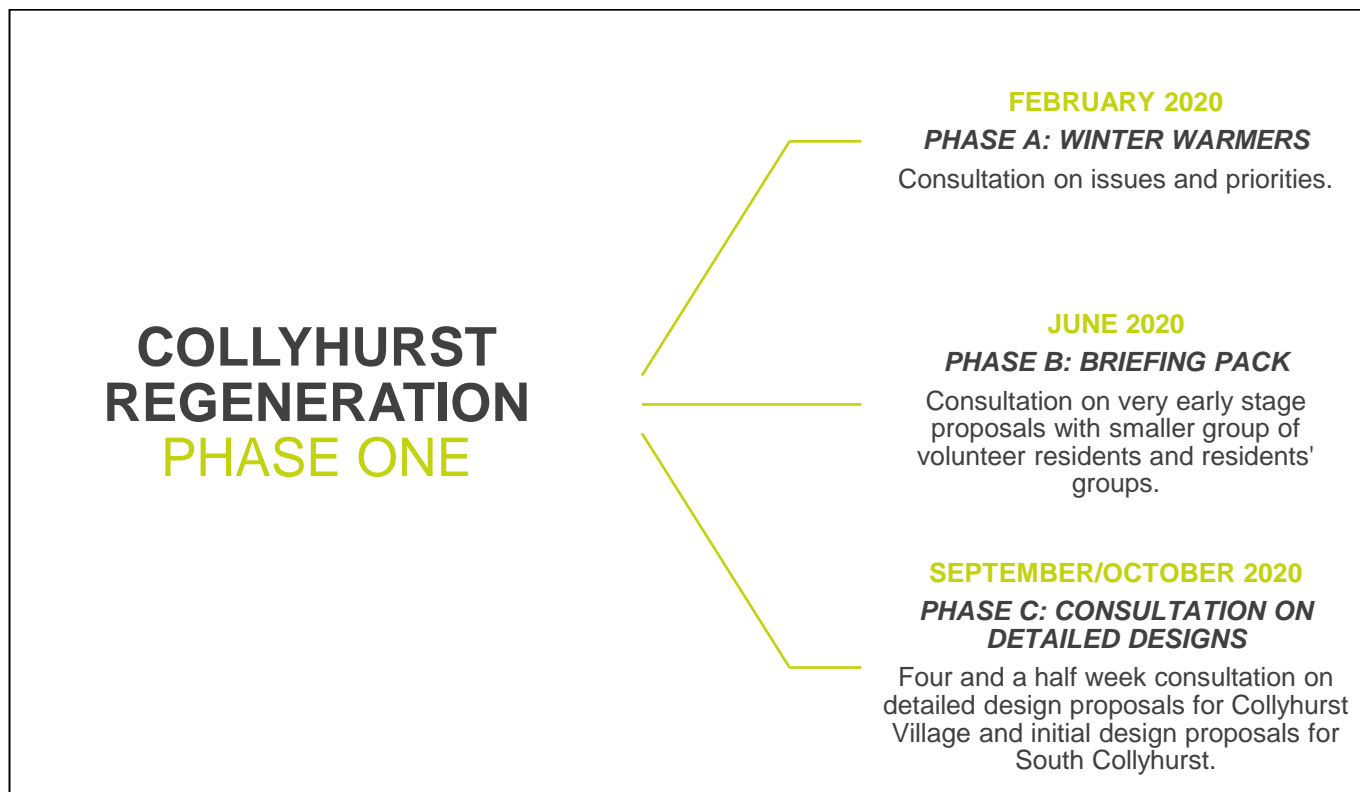 COLLYHURST
REGENERATION
PHASE ONE
FEBRUARY 2020
PHASE A: WINTER WARMERS
Consultation on issues and priorities.
JUNE 2020
PHASE B: BRIEFING PACK
Consultation on very early stage
proposals with smaller group of
volunteer residents and residents'
groups.
SEPTEMBER/OCTOBER 2020
PHASE C: CONSULTATION ON
DETAILED DESIGNS
Four and a half week consultation on
detailed design proposals for Collyhurst
Village and initial design proposals for
South Collyhurst.